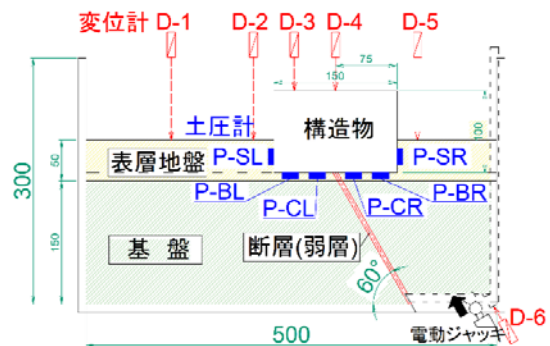 変位計 D-1 D-2 D-3 D-4 D-5
75
150
土圧計
構造物
100
300
50
表層地盤 P-SL P-SR
P-BL P-CL P-CR P-BR
150
基盤
断層(弱層)
60°
D-6
電動ジャッキ
500